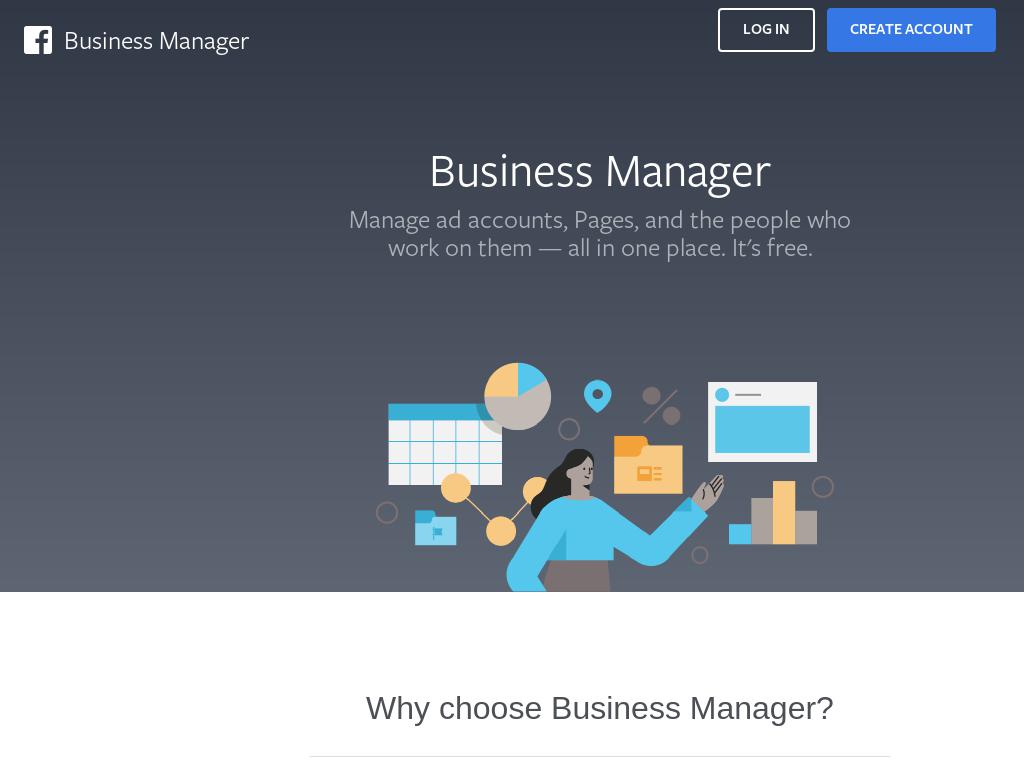 Business Manager
LOG IN
CREATE ACCOUNT
Business Manager
Manage ad accounts, Pages, and the people who
work on them — all in one place. It's free.
Why choose Business Manager?